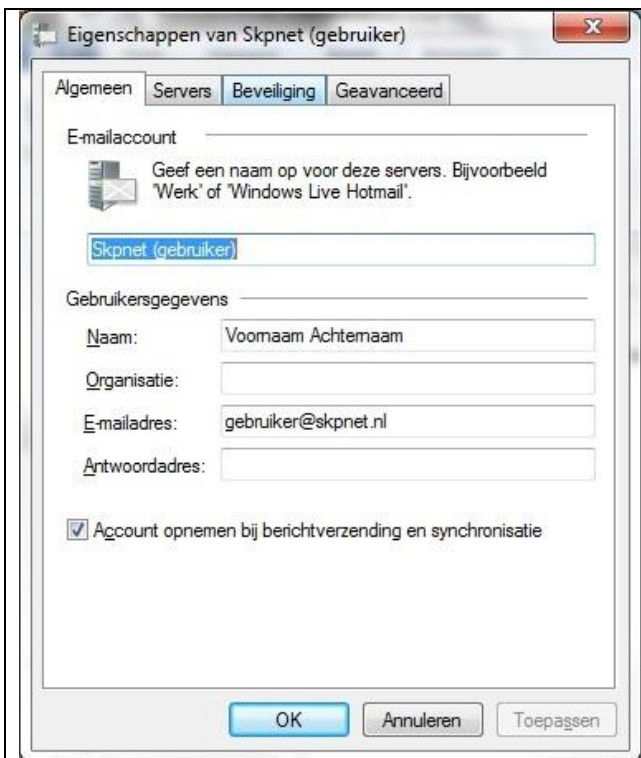 Eigenschappen van Skpnet (gebruiker)
Algemeen Servers Beveiliging Geavanceerd
E-mailaccount
Geef een naam op voor deze servers. Bijvoorbeeld
'Werk' of 'Windows Live Hotmail'.
Skpnet (gebruiker)
Gebruikersgegevens
Naam: Voornaam Achternaam
Organisatie:
E-mailadres: gebruiker@skpnet.nl
Antwoordadres:
Account opnemen bij berichtverzending en synchronisatie
OK Annuleren Toepassen